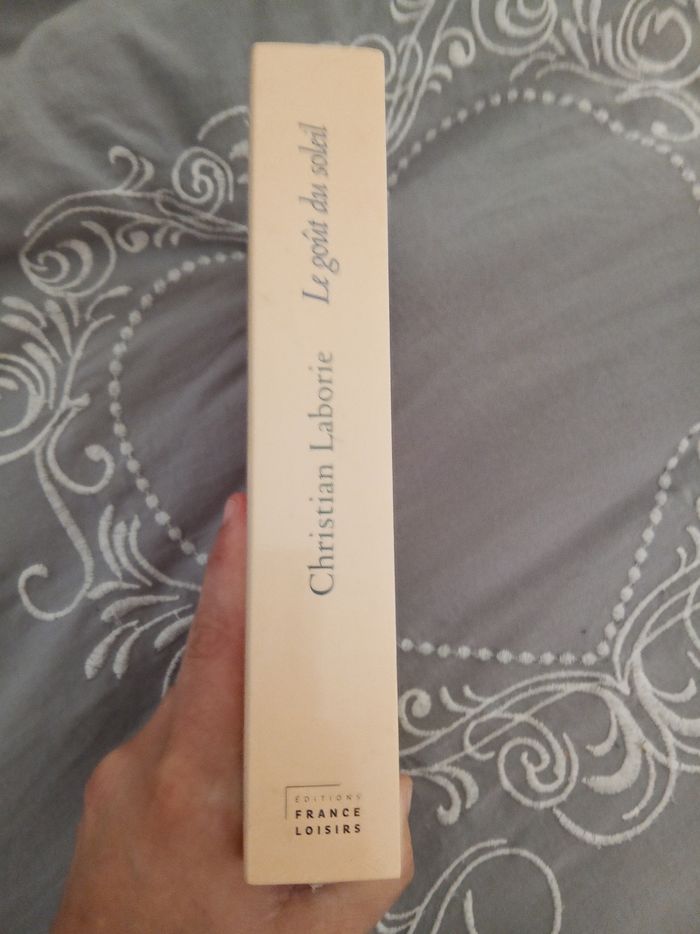 Christian Laborie
Le goût du soleil
ÉDITIONS
FRANCE
LOISIRS